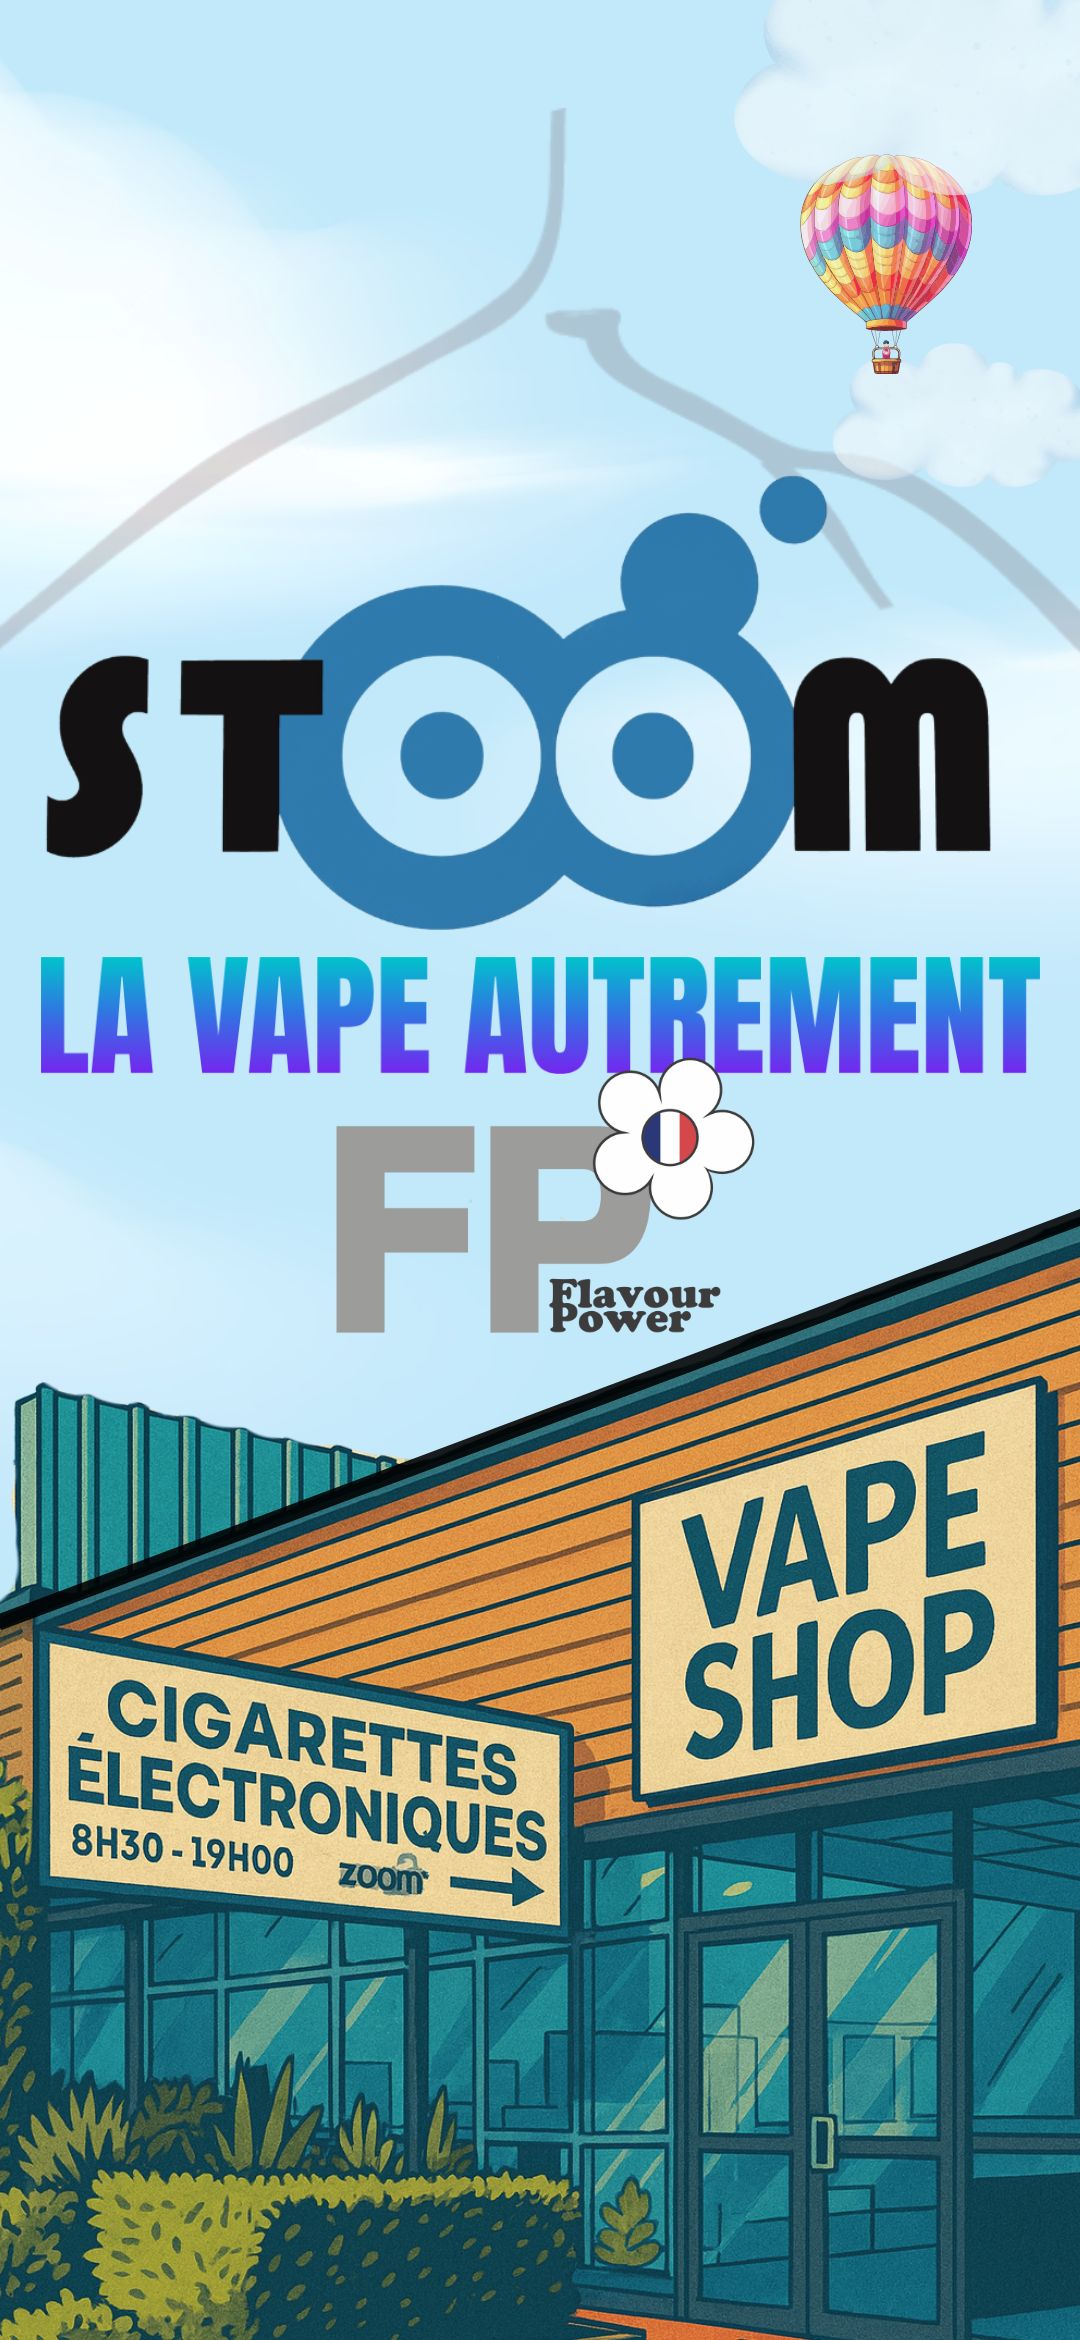 STOOM
LA VAPE AUTREMENT
FP
Flavour
Power
VAPE
SHOP
CIGARETTES
ÉLECTRONIQUES
8H30 - 19H00
zoom